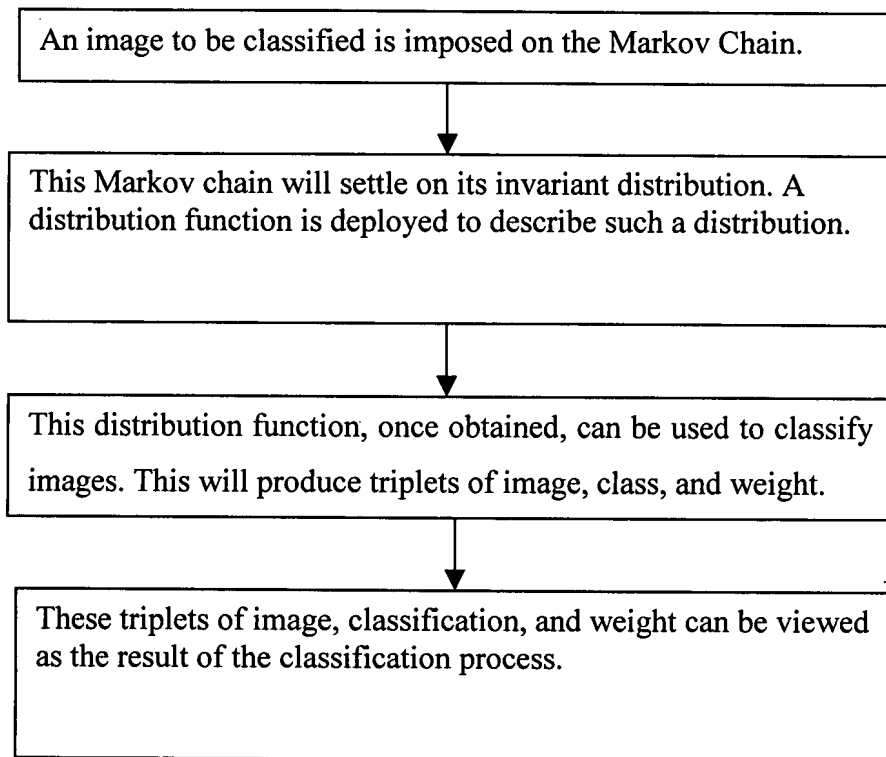 An image to be classified is imposed on the Markov Chain.
This Markov chain will settle on its invariant distribution. A
distribution function is deployed to describe such a distribution.
This distribution function, once obtained, can be used to classify
images. This will produce triplets of image, class, and weight.
These triplets of image, classification, and weight can be viewed
as the result of the classification process.